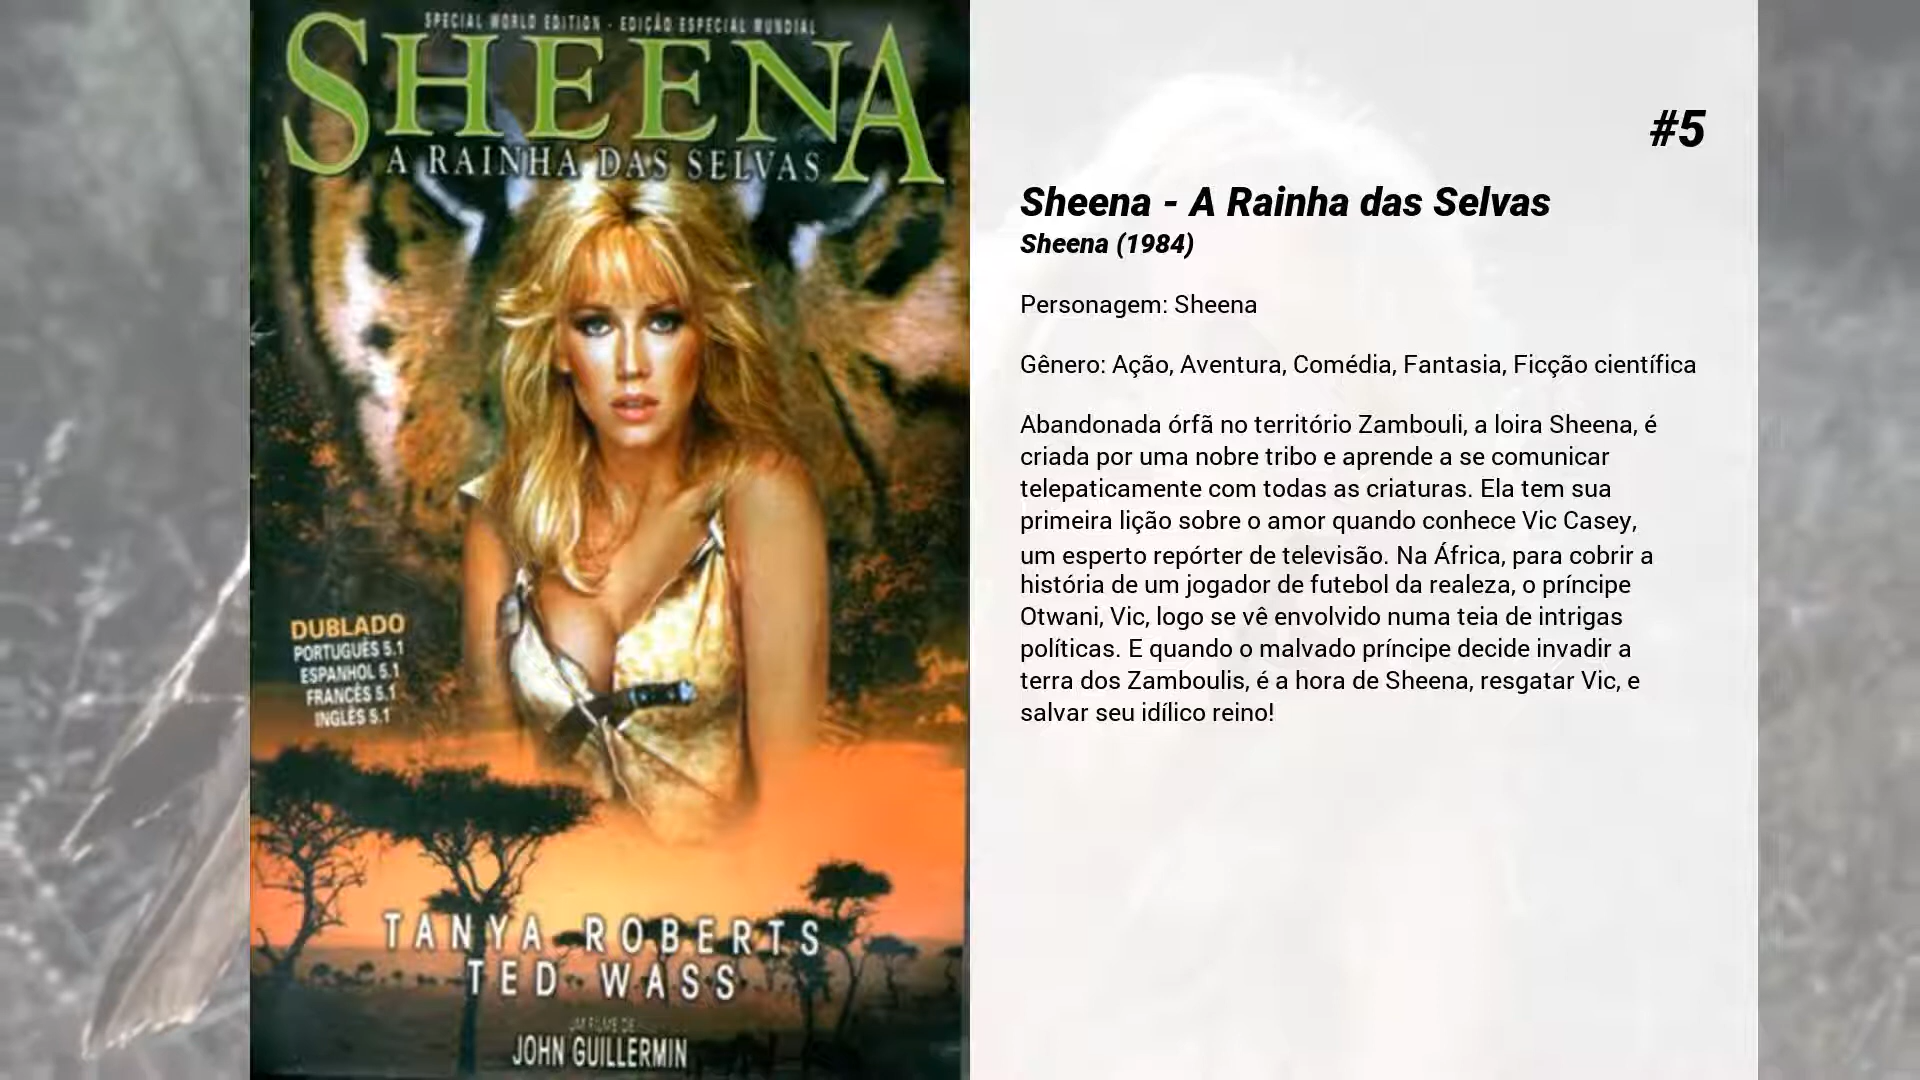 SPECIAL WORLD EDITION - EDIÇÃO ESPECIAL MUNDIAL
SHEENA
A RAINHA DAS SELVAS
DUBLADO
PORTUGUÊS 5.1
ESPANHOL 5.1
FRANCÊS 5.1
INGLÊS 5.1
TANYA ROBERTS
TED WASS
UM FILME DE
JOHN GUILLERMIN
#5
Sheena - A Rainha das Selvas
Sheena (1984)
Personagem: Sheena
Gênero: Ação, Aventura, Comédia, Fantasia, Ficção científica
Abandonada órfã no território Zambouli, a loira Sheena, é
criada por uma nobre tribo e aprende a se comunicar
telepaticamente com todas as criaturas. Ela tem sua
primeira lição sobre o amor quando conhece Vic Casey,
um esperto repórter de televisão. Na África, para cobrir a
história de um jogador de futebol da realeza, o príncipe
Otwani, Vic, logo se vê envolvido numa teia de intrigas
políticas. E quando o malvado príncipe decide invadir a
terra dos Zamboulis, é a hora de Sheena, resgatar Vic, e
salvar seu idílico reino!